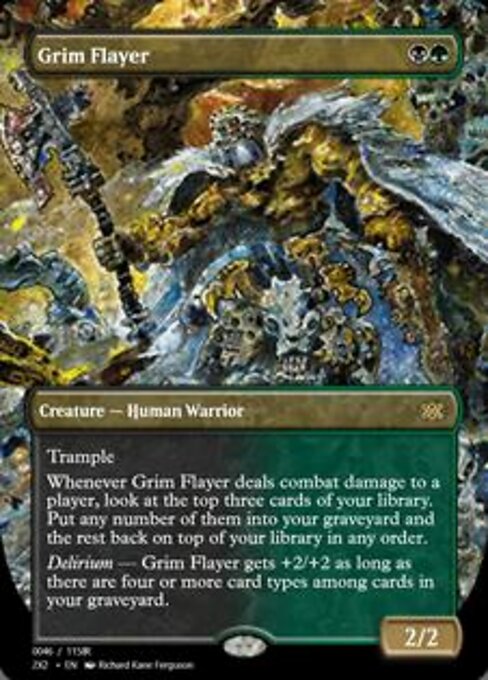 Grim Flayer
Creature — Human Warrior
Trample
Whenever Grim Flayer deals combat damage to a
player, look at the top three cards of your library.
Put any number of them into your graveyard and
the rest back on top of your library in any order.
Delirium — Grim Flayer gets +2/+2 as long as
there are four or more card types among cards in
your graveyard.
2/2
0046 / 115
2X2 • EN Richard Kane Ferguson